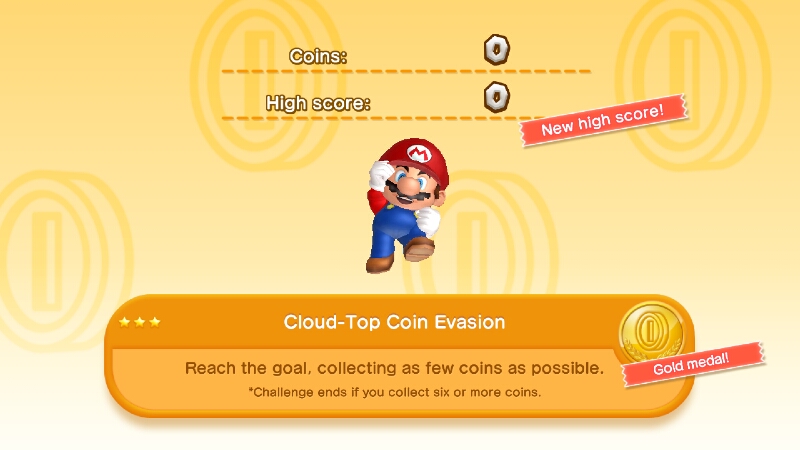 Coins: 0
High score: 0
New high score!
M
Cloud-Top Coin Evasion
Reach the goal, collecting as few coins as possible.
Gold medal!
*Challenge ends if you collect six or more coins.